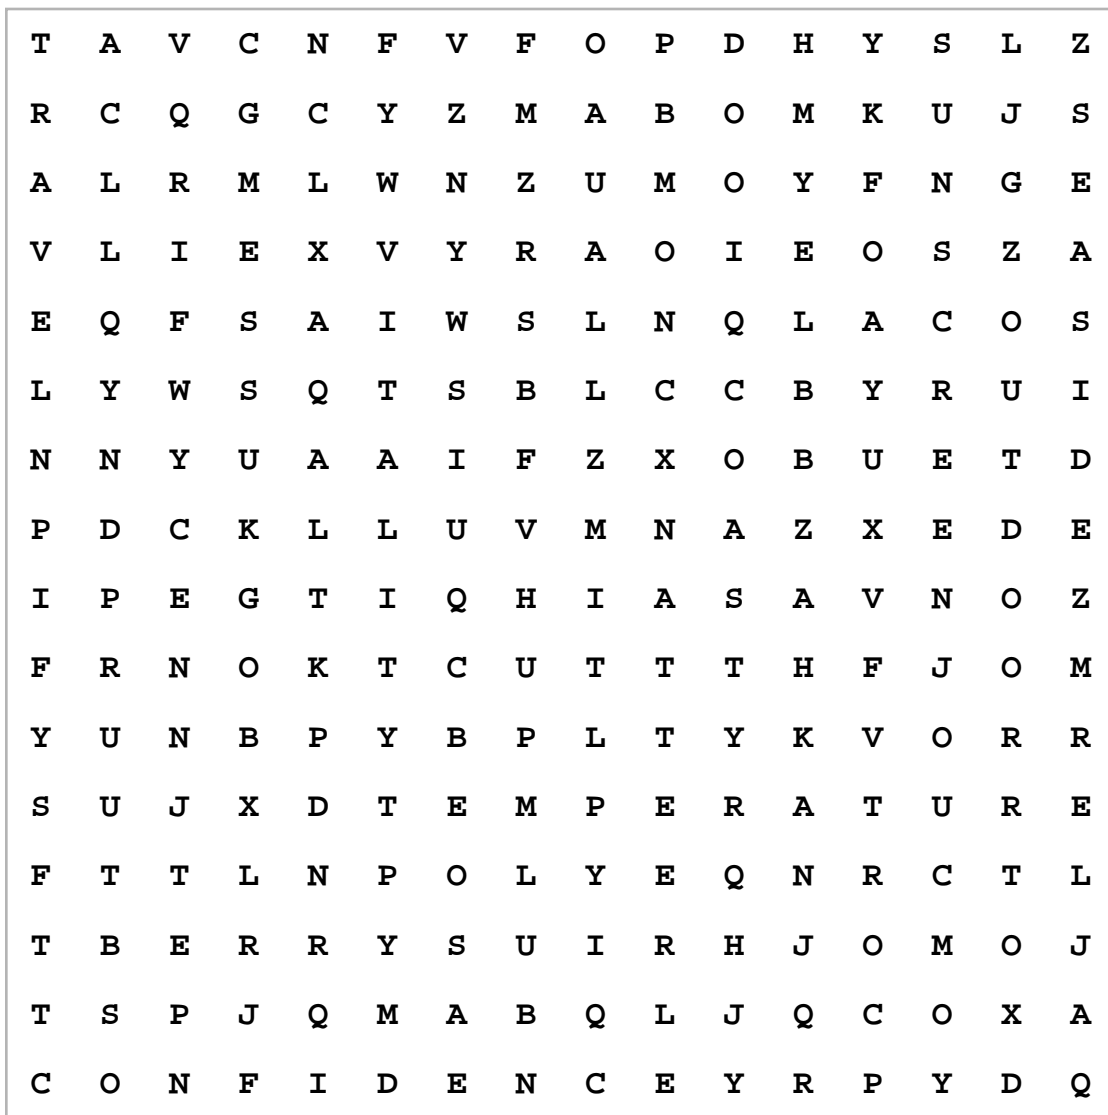 T A V C N F V F O P D H Y S L Z
R C Q G C Y Z M A B O M K U J S
A L R M L W N Z U M O Y F N G E
V L I E X V Y R A O I E O S Z A
E Q F S A I W S L N Q L A C O S
L Y W S Q T S B L C C B Y R U I
N N Y U A A I F Z X O B U E T D
P D C K L L U V M N A Z X E D E
I P E G T I Q H I A S A V N O Z
F R N O K T C U T T T H F J O M
Y U N B P Y B P L T Y K V O R R
S U J X D T E M P E R A T U R E
F T T L N P O L Y E Q N R C T L
T B E R R Y S U I R H J O M O J
T S P J Q M A B Q L J Q C O X A
C O N F I D E N C E Y R P Y D Q